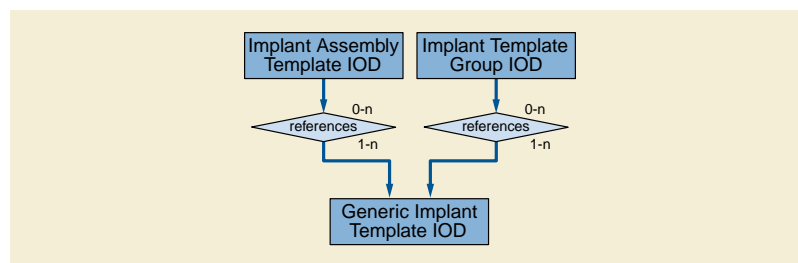 Implant Assembly
Template IOD
Implant Template
Group IOD
0-n
references
1-n
0-n
references
1-n
Generic Implant
Template IOD